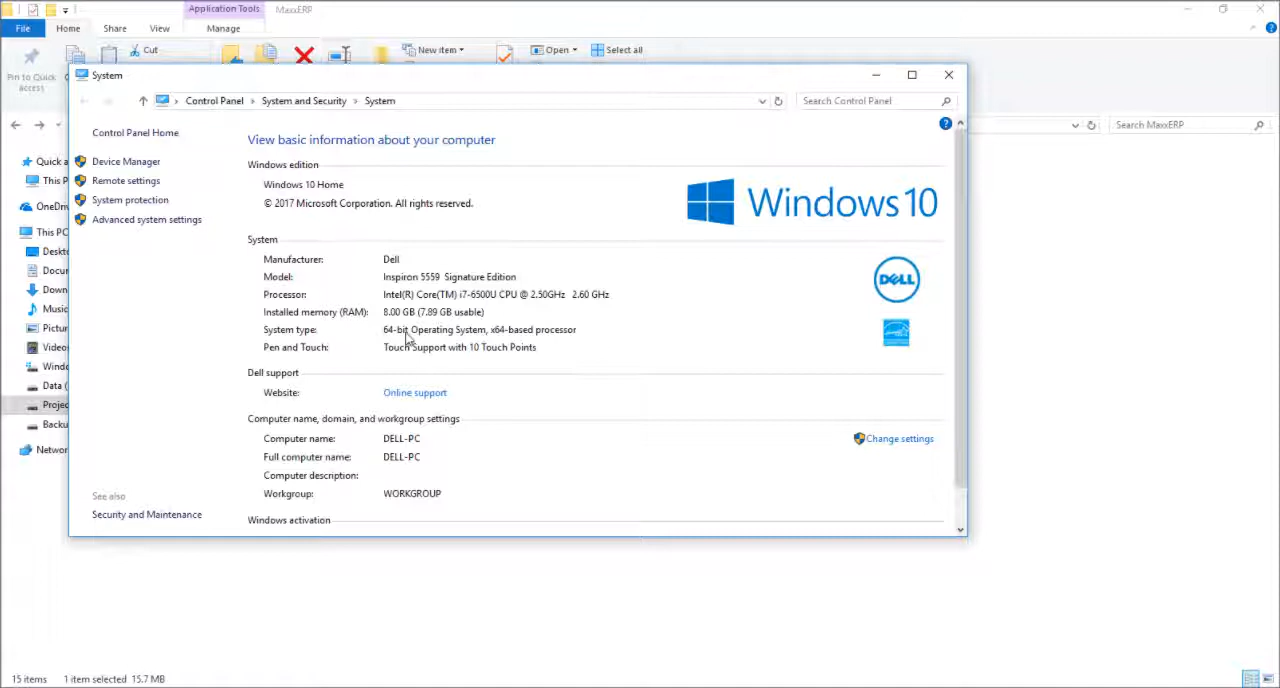 Application Tools
MaxxERP
File
Home
Share
View
Manage
Pin to Quick
access
Cut
New item
Open
Select all
System
Control Panel
System and Security
System
Search Control Panel
Search MaxxERP
Quick a
This P
OneDriv
This PC
Deskto
Docum
Down
Music
Pictur
Videos
Windo
Data (
Projec
Backu
Networ
Control Panel Home
Device Manager
Remote settings
System protection
Advanced system settings
See also
Security and Maintenance
View basic information about your computer
Windows edition
Windows 10 Home
© 2017 Microsoft Corporation. All rights reserved.
Windows 10
System
Manufacturer: Dell
Model: Inspiron 5559 Signature Edition
Processor: Intel(R) Core(TM) i7-6500U CPU @ 2.50GHz 2.60 GHz
Installed memory (RAM): 8.00 GB (7.89 GB usable)
System type: 64-bit Operating System, x64-based processor
Pen and Touch: Touch Support with 10 Touch Points
DELL
Dell support
Website: Online support
Computer name, domain, and workgroup settings
Computer name: DELL-PC
Change settings
Full computer name: DELL-PC
Computer description:
Workgroup: WORKGROUP
Windows activation
15 items
1 item selected 15.7 MB